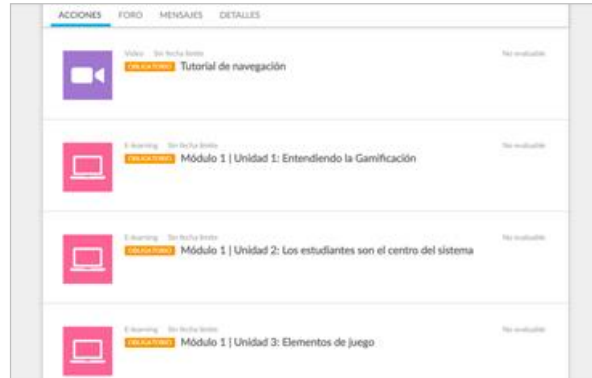 ACCIONES FORO MENSAJES DETALLES
Vídeo Sin fecha límite No evaluable
OBLIGATORIO Tutorial de navegación
E-learning Sin fecha límite No evaluable
OBLIGATORIO Módulo 1 | Unidad 1: Entendiendo la Gamificación
E-learning Sin fecha límite No evaluable
OBLIGATORIO Módulo 1 | Unidad 2: Los estudiantes son el centro del sistema
E-learning Sin fecha límite No evaluable
OBLIGATORIO Módulo 1 | Unidad 3: Elementos de juego